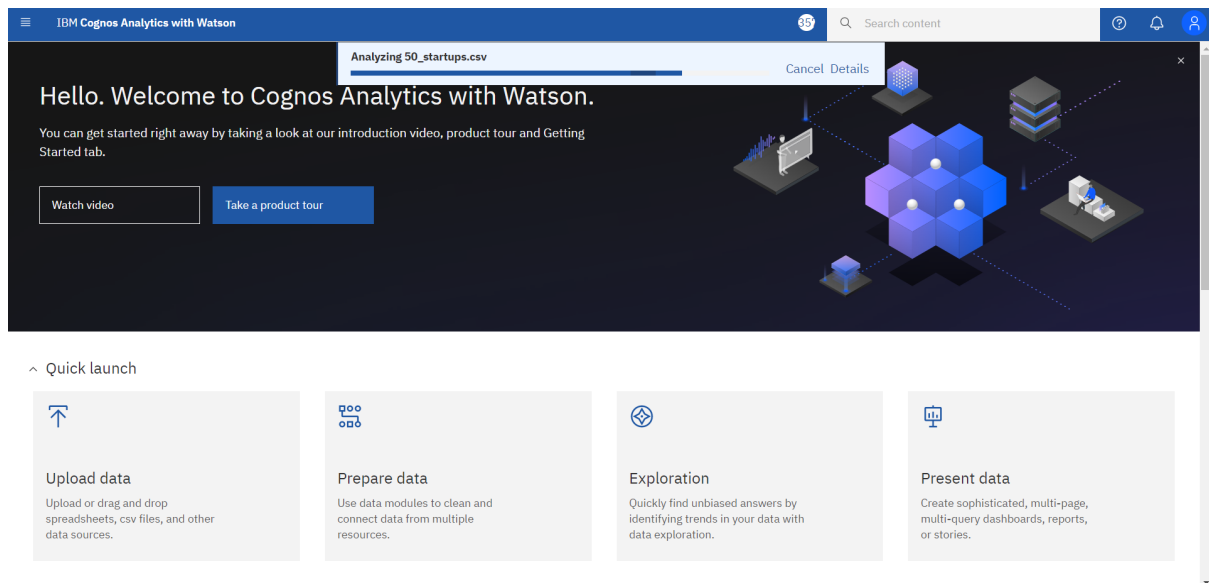 IBM Cognos Analytics with Watson
35
Search content
Analyzing 50_startups.csv
Cancel Details
Hello. Welcome to Cognos Analytics with Watson.
You can get started right away by taking a look at our introduction video, product tour and Getting
Started tab.
Watch video
Take a product tour
Quick launch
Upload data
Upload or drag and drop
spreadsheets, csv files, and other
data sources.
Prepare data
Use data modules to clean and
connect data from multiple
resources.
Exploration
Quickly find unbiased answers by
identifying trends in your data with
data exploration.
Present data
Create sophisticated, multi-page,
multi-query dashboards, reports,
or stories.